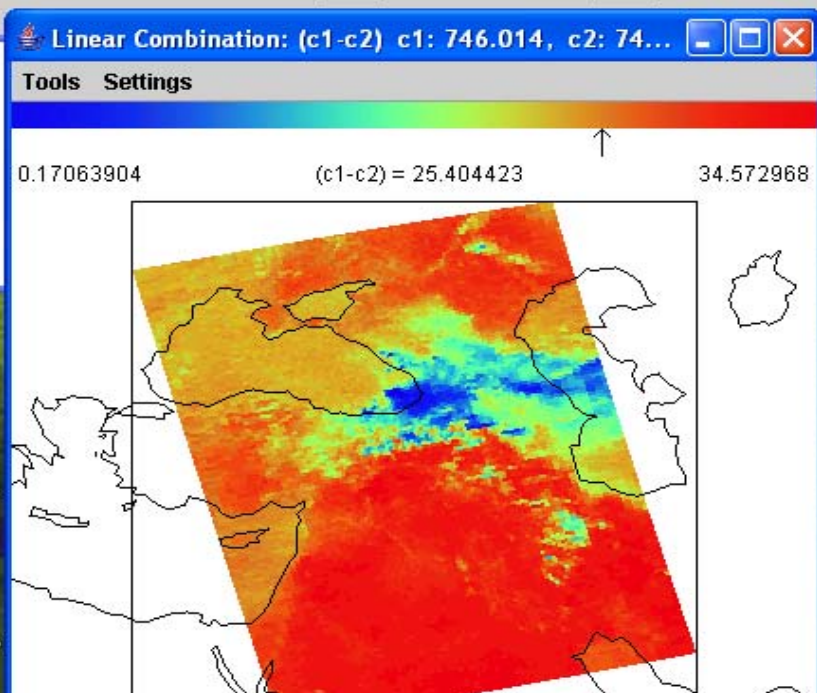 Linear Combination: (c1-c2) c1: 746.014, c2: 74...
Tools Settings
0.17063904 (c1-c2) = 25.404423 34.572968